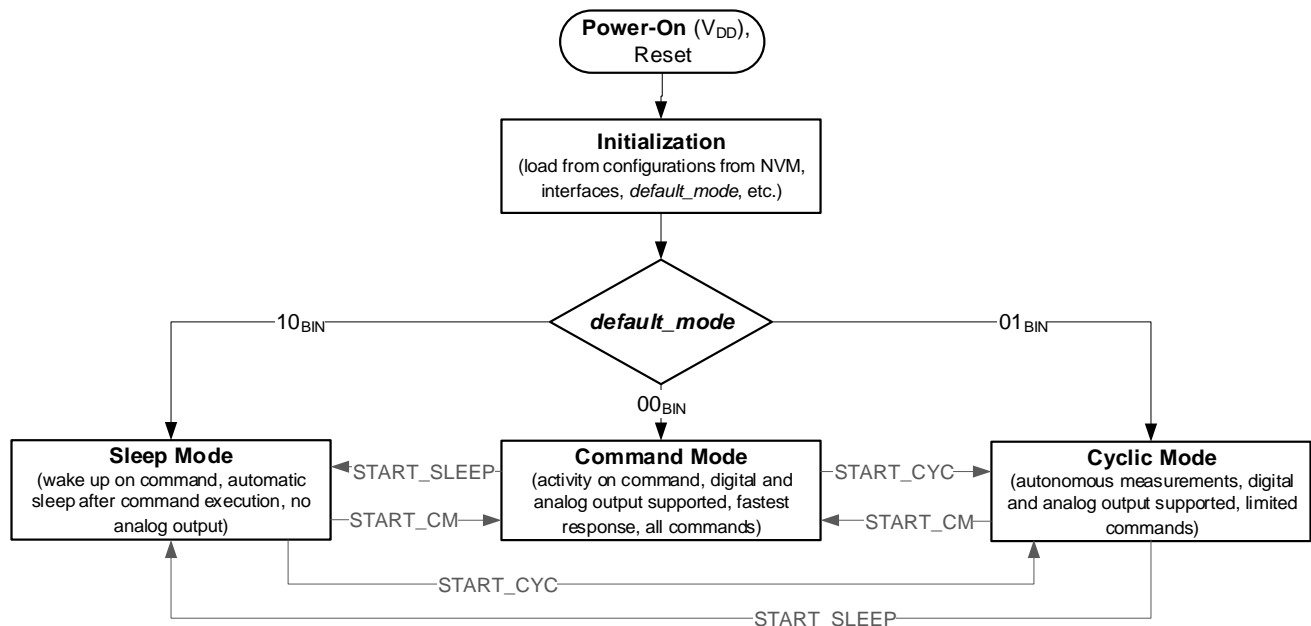 Power-On (VDD),
Reset
Initialization
(load from configurations from NVM,
interfaces, default_mode, etc.)
default_mode
10BIN
01BIN
00BIN
Sleep Mode
(wake up on command, automatic
sleep after command execution, no
analog output)
START_SLEEP
START_CM
Command Mode
(activity on command, digital and
analog output supported, fastest
response, all commands)
START_CYC
START_CM
Cyclic Mode
(autonomous measurements, digital
and analog output supported, limited
commands)
START_CYC
START_SLEEP